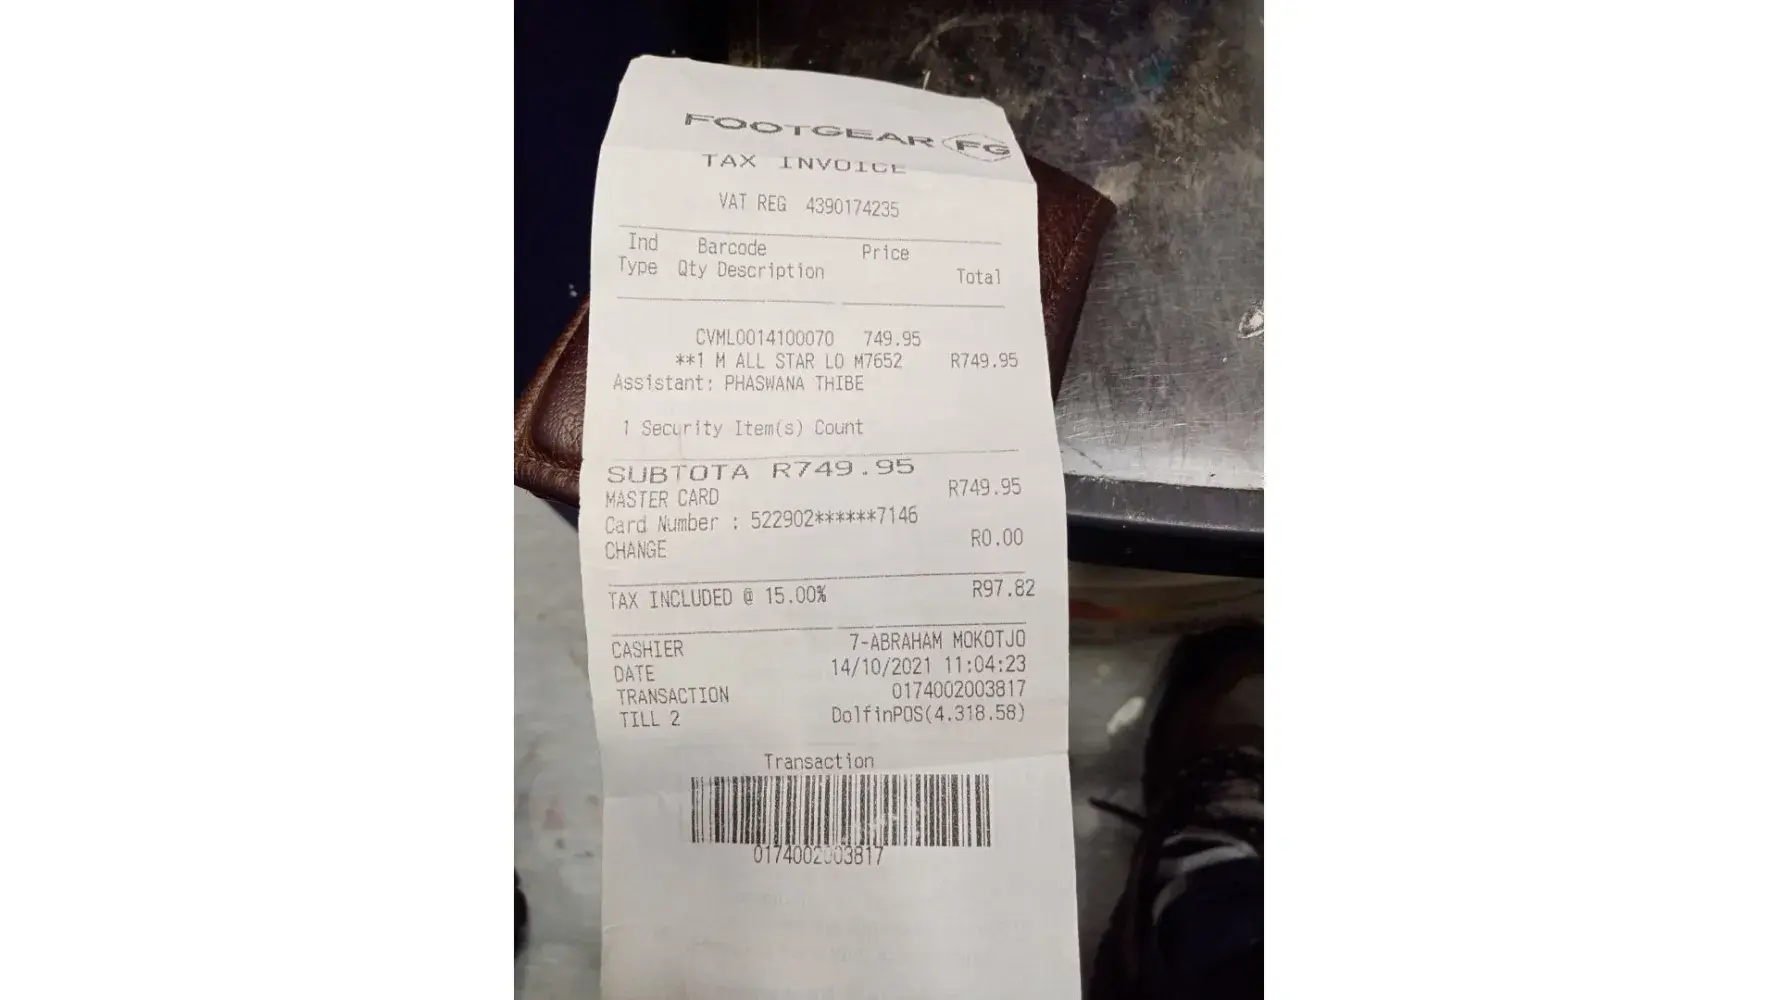 FOOTGEAR FG
TAX INVOICE
VAT REG 4390174235
Ind Barcode Price
Type Qty Description Total
CVML0014100070 749.95
**1 M ALL STAR LO M7652 R749.95
Assistant: PHASWANA THIBE
1 Security Item(s) Count
SUBTOTA R749.95
MASTER CARD R749.95
Card Number : 522902******7146
CHANGE R0.00
TAX INCLUDED @ 15.00% R97.82
CASHIER 7-ABRAHAM MOKOTJO
DATE 14/10/2021 11:04:23
TRANSACTION 0174002003817
TILL 2 DolfinPOS(4.318.58)
Transaction
0174002003817